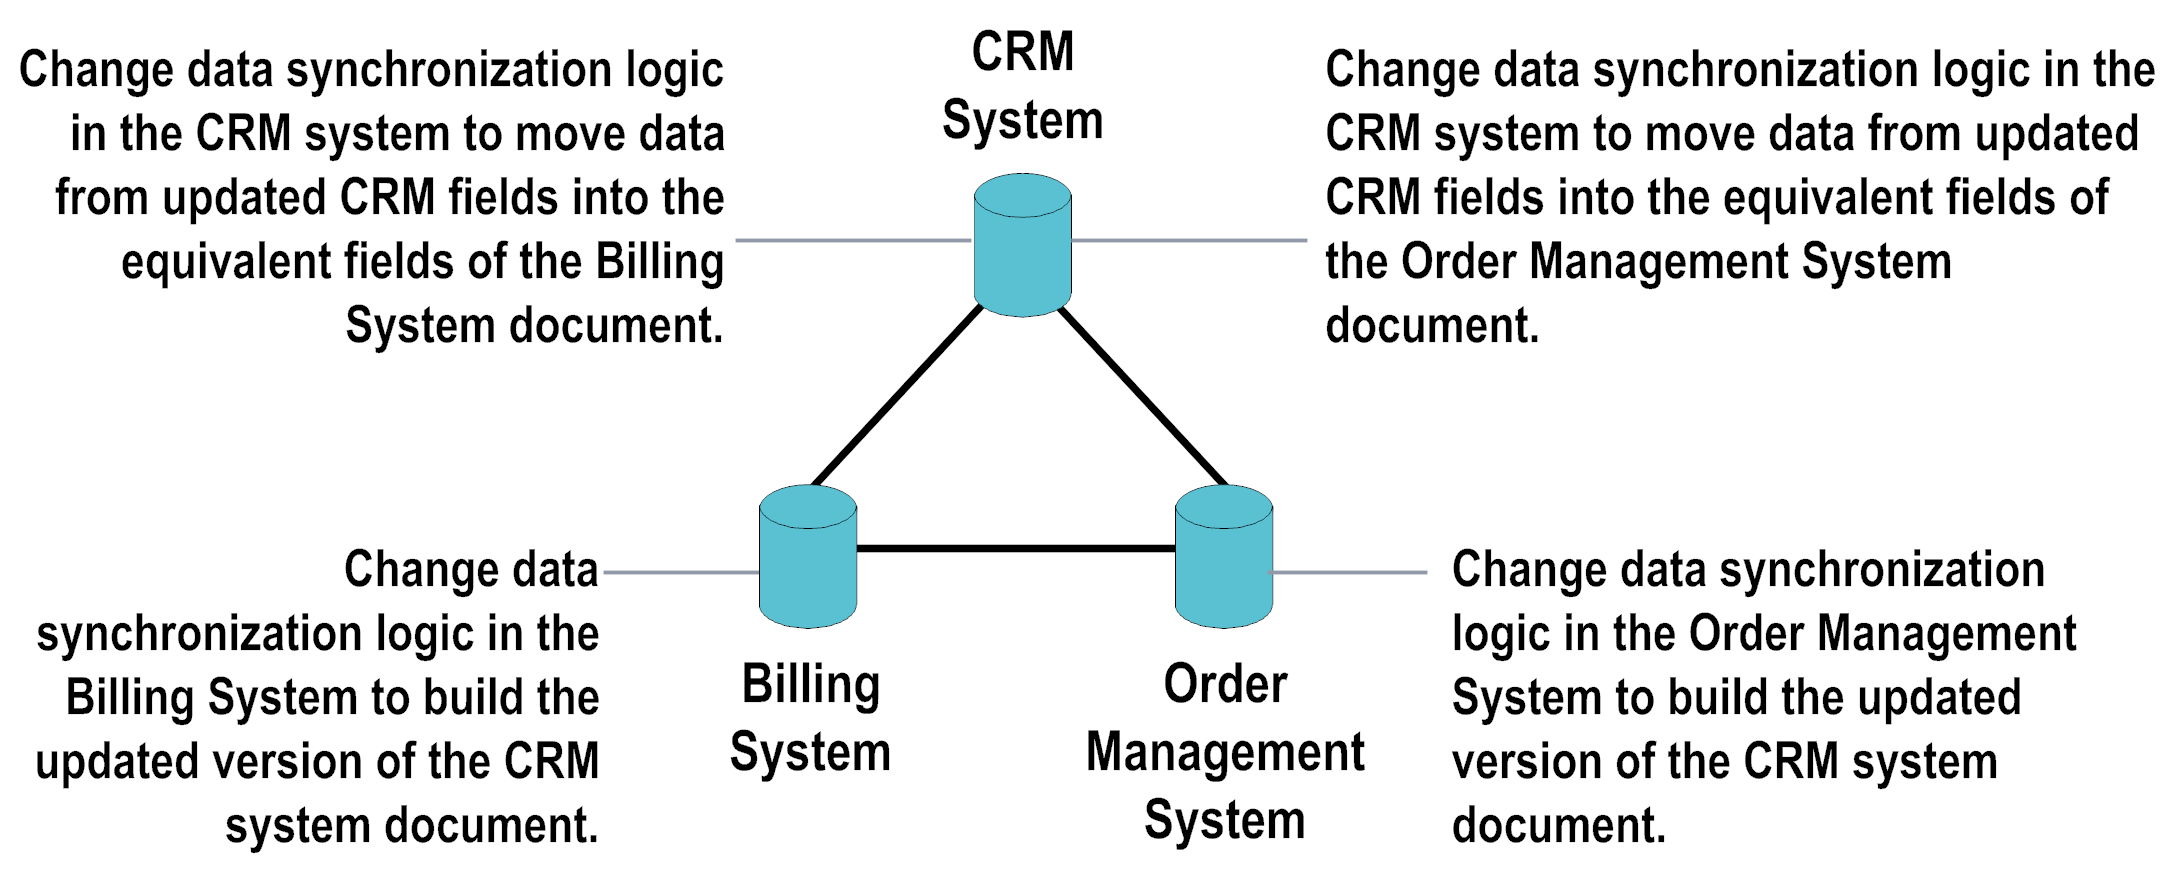 CRM
System
Change data synchronization logic
in the CRM system to move data
from updated CRM fields into the
equivalent fields of the Billing
System document.
Change data synchronization logic in the
CRM system to move data from updated
CRM fields into the equivalent fields of
the Order Management System
document.
Change data
synchronization logic in the
Billing System to build the
updated version of the CRM
system document.
Billing
System
Order
Management
System
Change data synchronization
logic in the Order Management
System to build the updated
version of the CRM system
document.